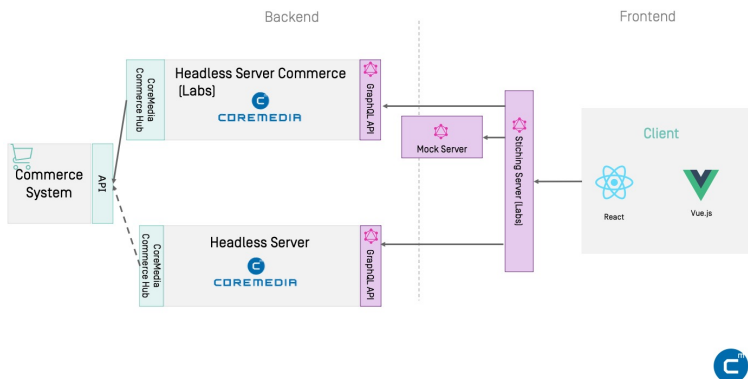 Backend
Frontend
CoreMedia
Commerce Hub
Headless Server Commerce
(Labs)
COREMEDIA
GraphQL API
Mock Server
Stiching Server (Labs)
Client
React
Vue.js
Commerce
System
API
CoreMedia
Commerce Hub
Headless Server
COREMEDIA
GraphQL API